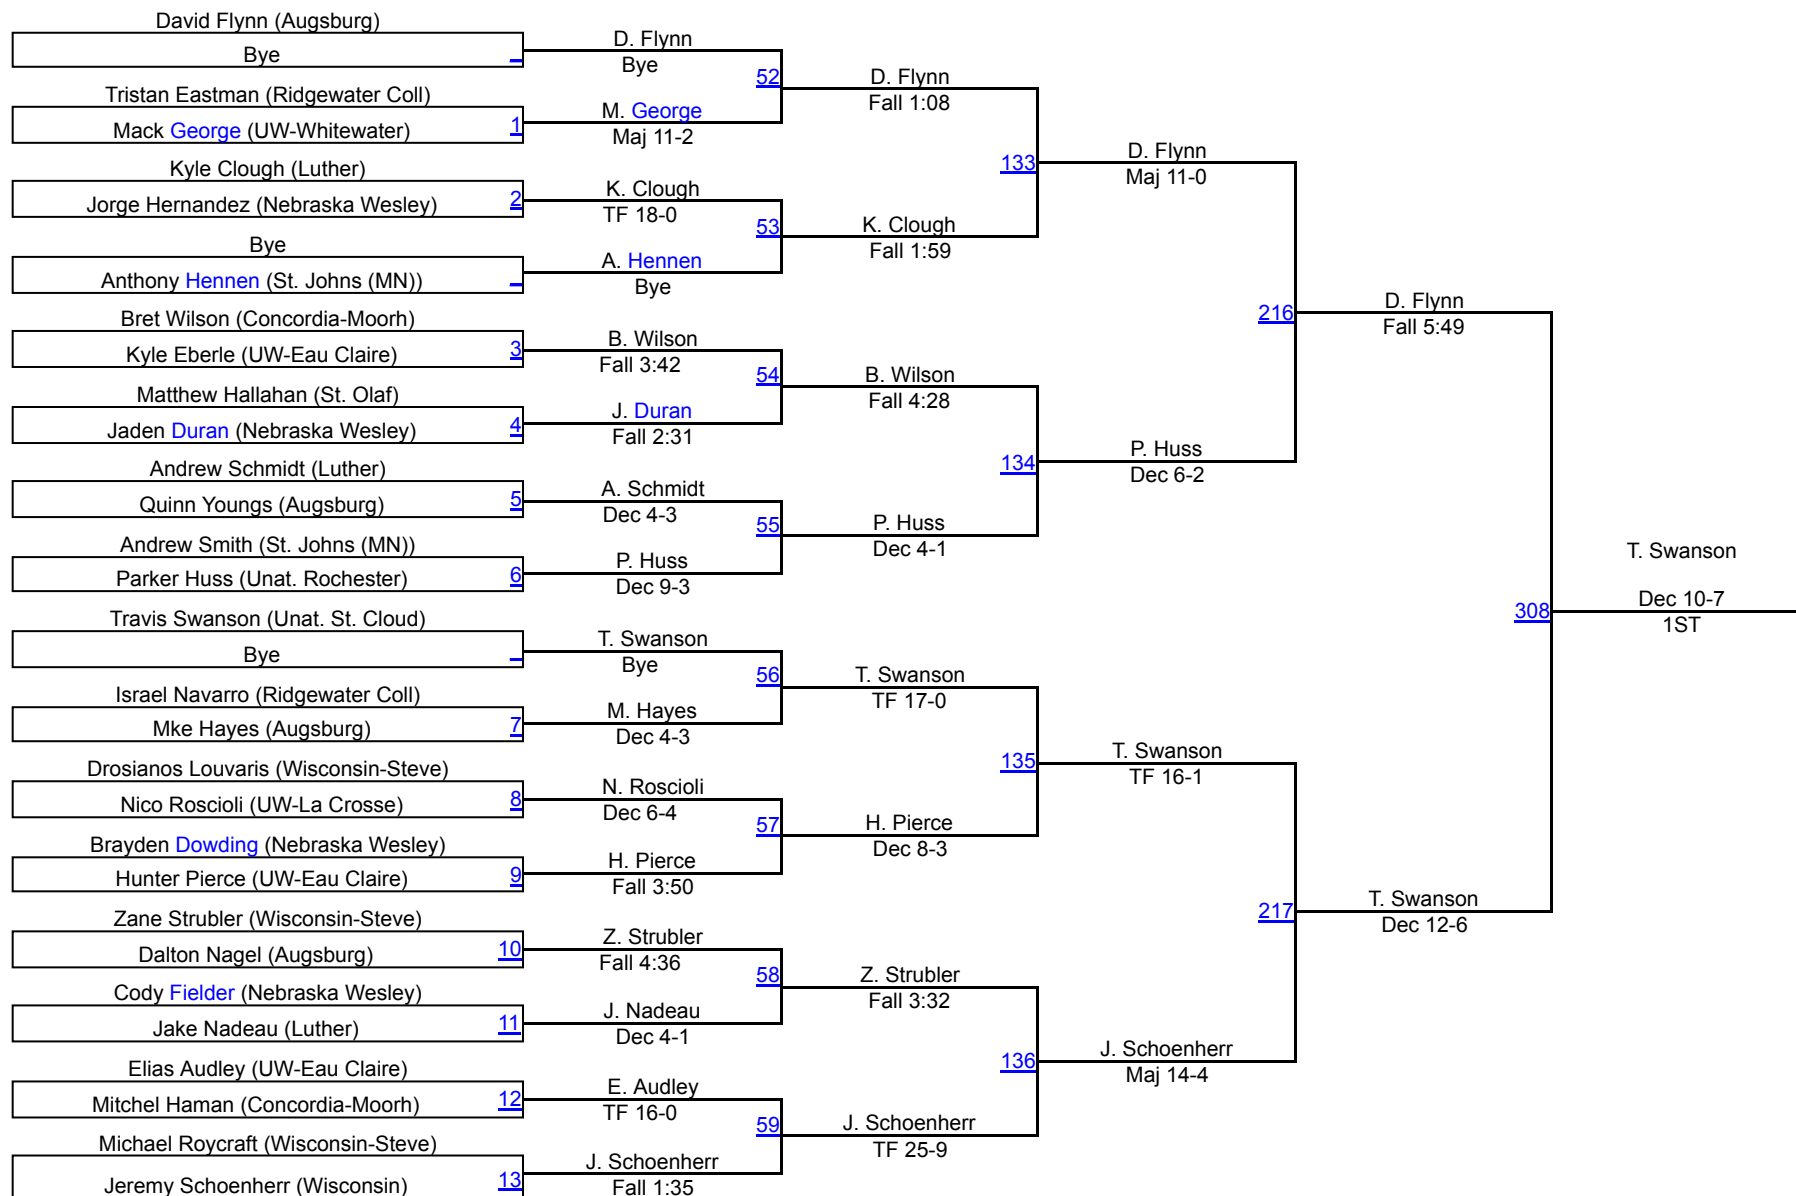 David Flynn (Augsburg)
Bye
Tristan Eastman (Ridgewater Coll)
Mack George (UW-Whitewater)
1
Kyle Clough (Luther)
Jorge Hernandez (Nebraska Wesley)
2
Bye
Anthony Hennen (St. Johns (MN))
Bret Wilson (Concordia-Moorh)
Kyle Eberle (UW-Eau Claire)
3
Matthew Hallahan (St. Olaf)
Jaden Duran (Nebraska Wesley)
4
Andrew Schmidt (Luther)
Quinn Youngs (Augsburg)
5
Andrew Smith (St. Johns (MN))
Parker Huss (Unat. Rochester)
6
Travis Swanson (Unat. St. Cloud)
Bye
Israel Navarro (Ridgewater Coll)
Mke Hayes (Augsburg)
7
Drosianos Louvaris (Wisconsin-Steve)
Nico Roscioli (UW-La Crosse)
8
Brayden Dowding (Nebraska Wesley)
Hunter Pierce (UW-Eau Claire)
9
Zane Strubler (Wisconsin-Steve)
Dalton Nagel (Augsburg)
10
Cody Fielder (Nebraska Wesley)
Jake Nadeau (Luther)
11
Elias Audley (UW-Eau Claire)
Mitchel Haman (Concordia-Moorh)
12
Michael Roycraft (Wisconsin-Steve)
Jeremy Schoenherr (Wisconsin)
13
D. Flynn
Bye
52
M. George
Maj 11-2
K. Clough
TF 18-0
53
A. Hennen
Bye
B. Wilson
Fall 3:42
54
J. Duran
Fall 2:31
A. Schmidt
Dec 4-3
55
P. Huss
Dec 9-3
T. Swanson
Bye
56
M. Hayes
Dec 4-3
N. Roscioli
Dec 6-4
57
H. Pierce
Fall 3:50
Z. Strubler
Fall 4:36
58
J. Nadeau
Dec 4-1
E. Audley
TF 16-0
59
J. Schoenherr
Fall 1:35
D. Flynn
Fall 1:08
133
K. Clough
Fall 1:59
B. Wilson
Fall 4:28
134
P. Huss
Dec 4-1
T. Swanson
TF 17-0
135
H. Pierce
Dec 8-3
Z. Strubler
Fall 3:32
136
J. Schoenherr
TF 25-9
D. Flynn
Maj 11-0
216
P. Huss
Dec 6-2
T. Swanson
TF 16-1
217
J. Schoenherr
Maj 14-4
D. Flynn
Fall 5:49
308
T. Swanson
Dec 12-6
T. Swanson
Dec 10-7
1ST